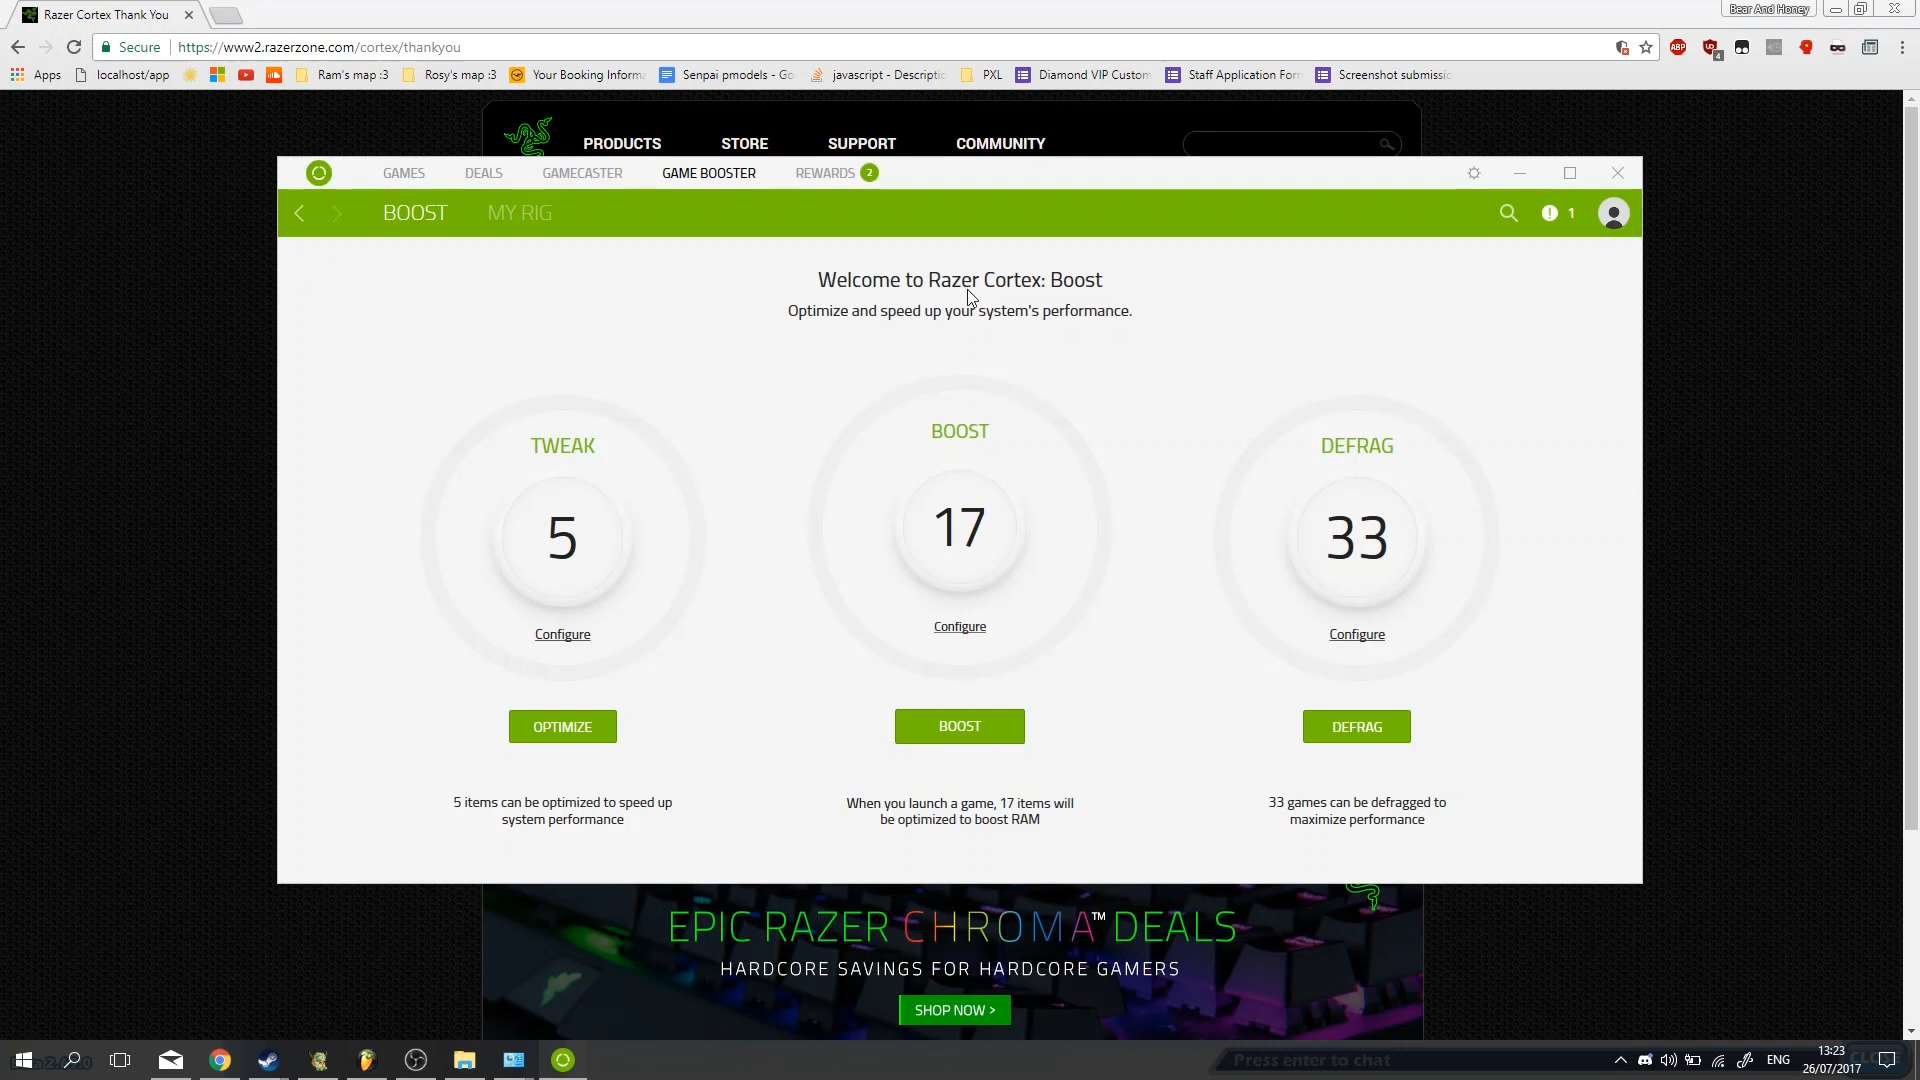 Razer Cortex Thank You
Bear And Honey
Secure
https://www2.razerzone.com/cortex/thankyou
ABP
4
Apps
localhost/app
Ram's map :3
Rosy's map :3
Your Booking Informa
Senpai pmodels - Go
javascript - Descriptic
PXL
Diamond VIP Custom
Staff Application For
Screenshot submissic
PRODUCTS
STORE
SUPPORT
COMMUNITY
GAMES
DEALS
GAMECASTER
GAME BOOSTER
REWARDS
2
BOOST
MY RIG
1
Welcome to Razer Cortex: Boost
Optimize and speed up your system's performance.
TWEAK
5
Configure
OPTIMIZE
5 items can be optimized to speed up
system performance
BOOST
17
Configure
BOOST
When you launch a game, 17 items will
be optimized to boost RAM
DEFRAG
33
Configure
DEFRAG
33 games can be defragged to
maximize performance
EPIC RAZER CHROMA™ DEALS
HARDCORE SAVINGS FOR HARDCORE GAMERS
SHOP NOW >
Press enter to chat
ENG
13:23
26/07/2017
CLOSE